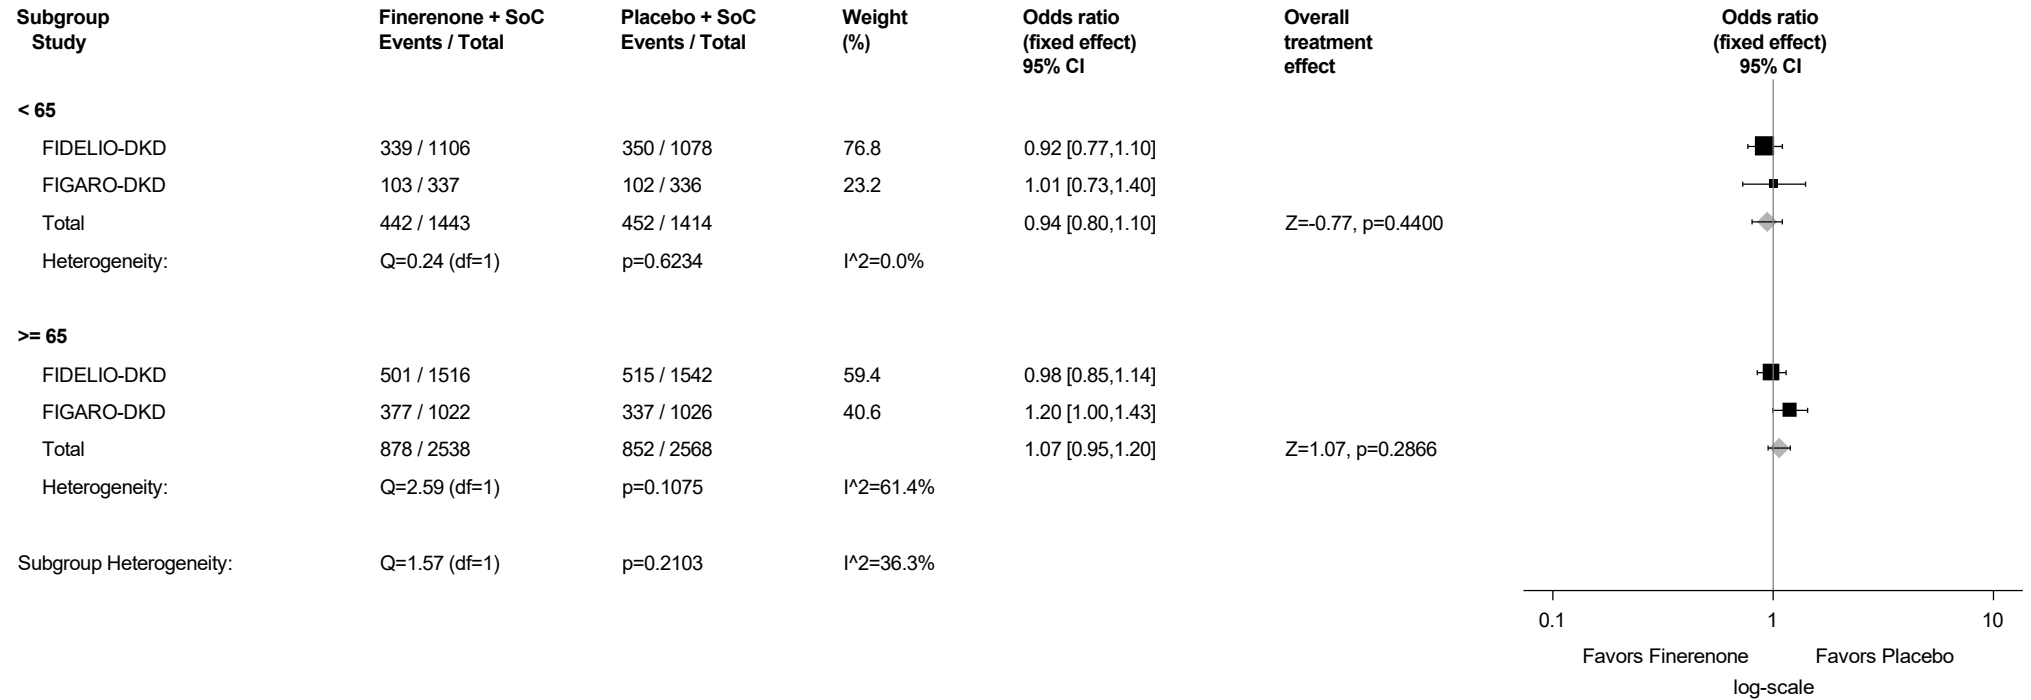 Subgroup Finerenone + SoC Placebo + SoC Weight Odds ratio Overall Odds ratio
Study Events / Total Events / Total (%) (fixed effect) treatment (fixed effect)
95% CI effect 95% CI
< 65
FIDELIO-DKD 339 / 1106 350 / 1078 76.8 0.92 [0.77,1.10]
FIGARO-DKD 103 / 337 102 / 336 23.2 1.01 [0.73,1.40]
Total 442 / 1443 452 / 1414 0.94 [0.80,1.10] Z=-0.77, p=0.4400
Heterogeneity: Q=0.24 (df=1) p=0.6234 I^2=0.0%
>= 65
FIDELIO-DKD 501 / 1516 515 / 1542 59.4 0.98 [0.85,1.14]
FIGARO-DKD 377 / 1022 337 / 1026 40.6 1.20 [1.00,1.43]
Total 878 / 2538 852 / 2568 1.07 [0.95,1.20] Z=1.07, p=0.2866
Heterogeneity: Q=2.59 (df=1) p=0.1075 I^2=61.4%
Subgroup Heterogeneity: Q=1.57 (df=1) p=0.2103 I^2=36.3%
0.1 1 10
Favors Finerenone Favors Placebo
log-scale